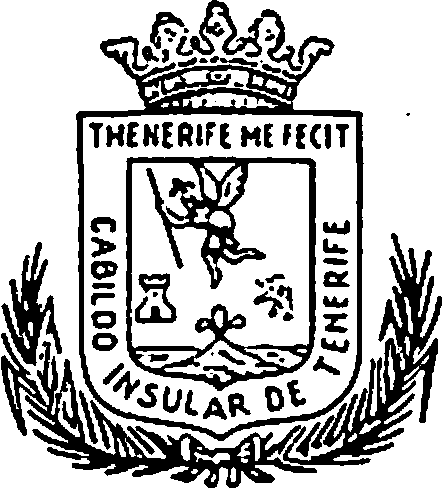 THENERIFE ME FECIT
CABILDO INSULAR DE TENERIFE